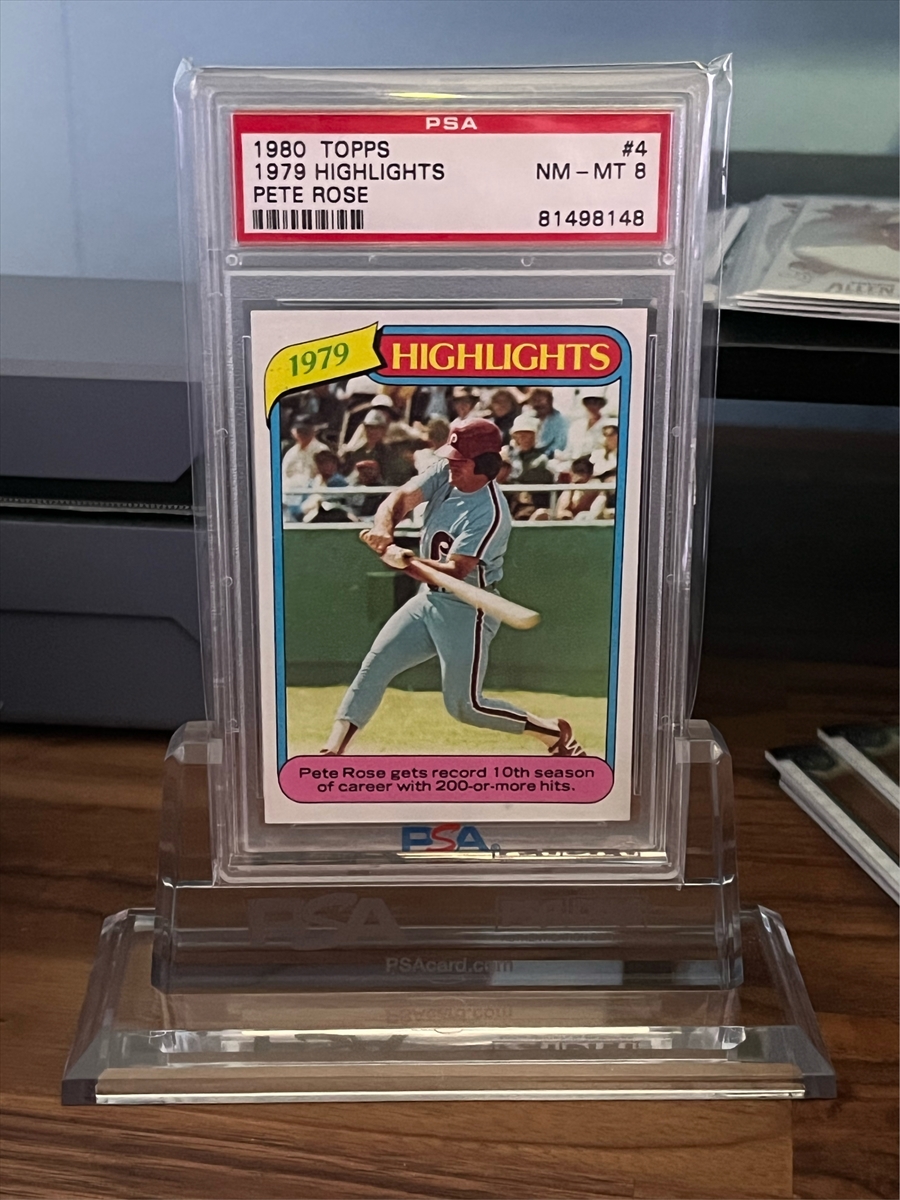 PSA
1980 TOPPS #4
1979 HIGHLIGHTS NM-MT 8
PETE ROSE
81498148
1979 HIGHLIGHTS
P
P
Pete Rose gets record 10th season
of career with 200-or-more hits.
PSA
PSA
PSAcard.com
ALLEN